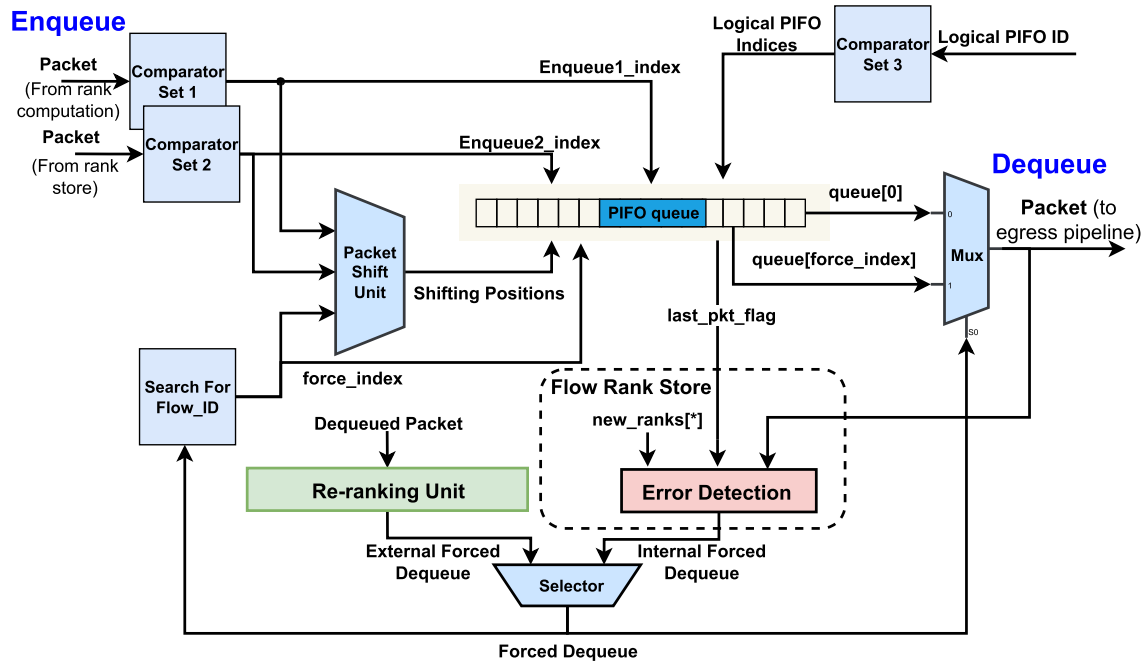 Enqueue
Packet
(From rank
computation)
Comparator
Set 1
Packet
(From rank
store)
Comparator
Set 2
Enqueue1_index
Enqueue2_index
Logical PIFO
Indices
Comparator
Set 3
Logical PIFO ID
Dequeue
PIFO queue
queue[0]
queue[force_index]
0
1
Mux
S0
Packet (to
egress pipeline)
Packet
Shift
Unit
Shifting Positions
last_pkt_flag
Search For
Flow_ID
force_index
Flow Rank Store
new_ranks[*]
Error Detection
Dequeued Packet
Re-ranking Unit
External Forced
Dequeue
Internal Forced
Dequeue
Selector
Forced Dequeue